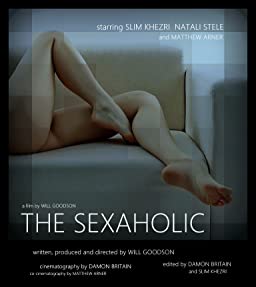 starring SLIM KHEZRI NATALI STELE
and MATTHEW ARNER
a film by WILL GOODSON
THE SEXAHOLIC
written, produced and directed by WILL GOODSON
cinematography by DAMON BRITAIN
co cinematography by MATTHEW ARNER
edited by DAMON BRITAIN
and SLIM KHEZRI